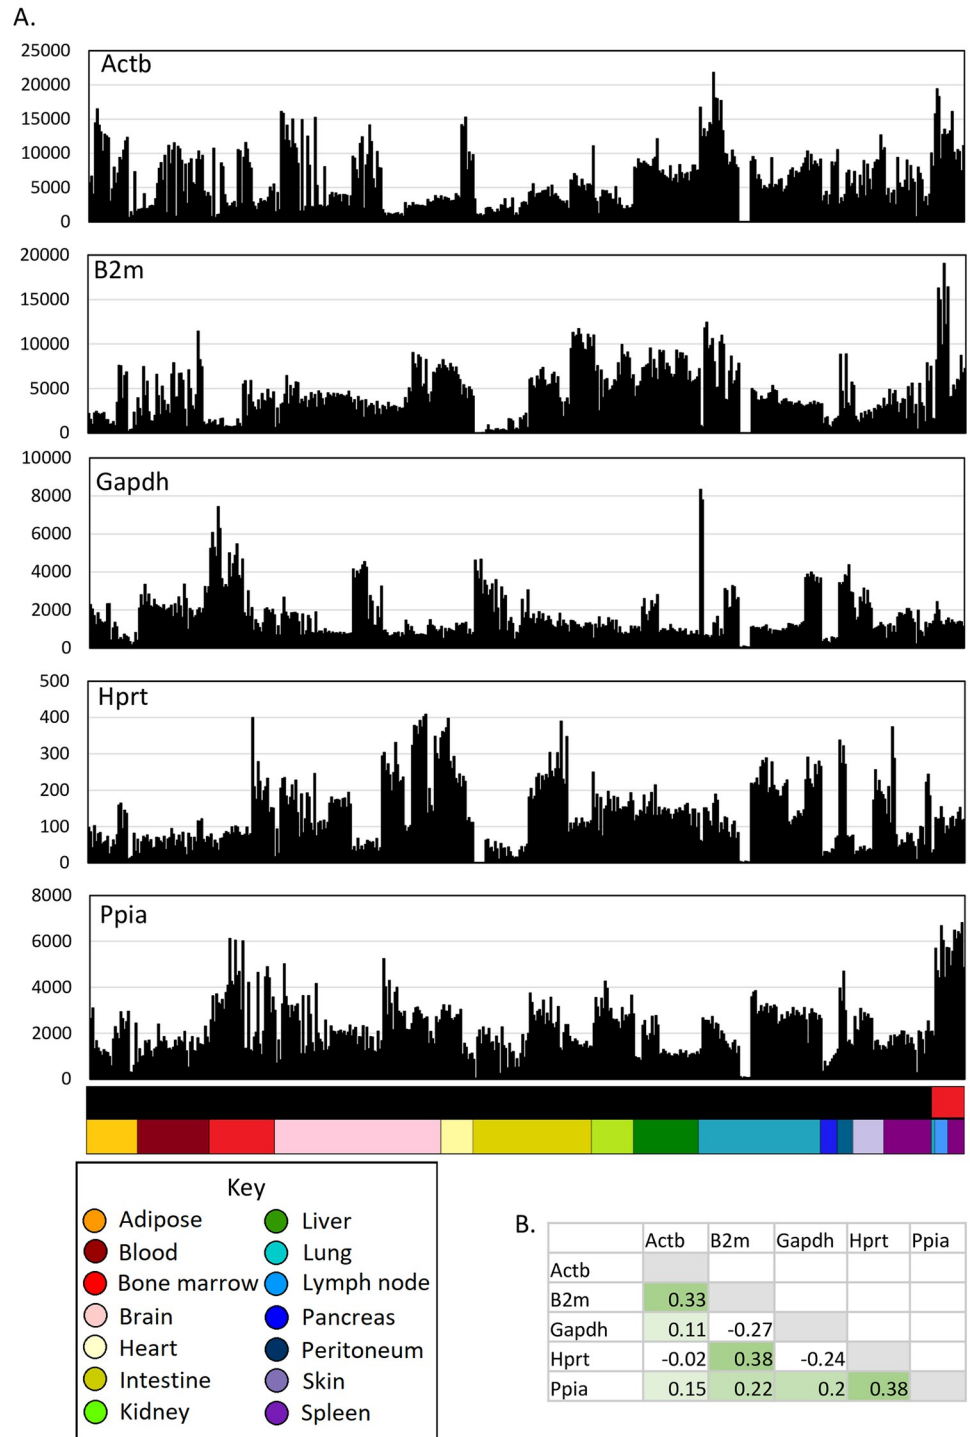 A.
25000
Actb
20000
15000
10000
5000
0
20000
B2m
15000
10000
5000
0
10000
Gapdh
8000
6000
4000
2000
0
500
Hprt
400
300
200
100
0
8000
Ppia
6000
4000
2000
0
Key
Adipose Liver
Blood Lung
Bone marrow Lymph node
Brain Pancreas
Heart Peritoneum
Intestine Skin
Kidney Spleen
B.
Actb B2m Gapdh Hprt Ppia
Actb
B2m 0.33
Gapdh 0.11 -0.27
Hprt -0.02 0.38 -0.24
Ppia 0.15 0.22 0.2 0.38